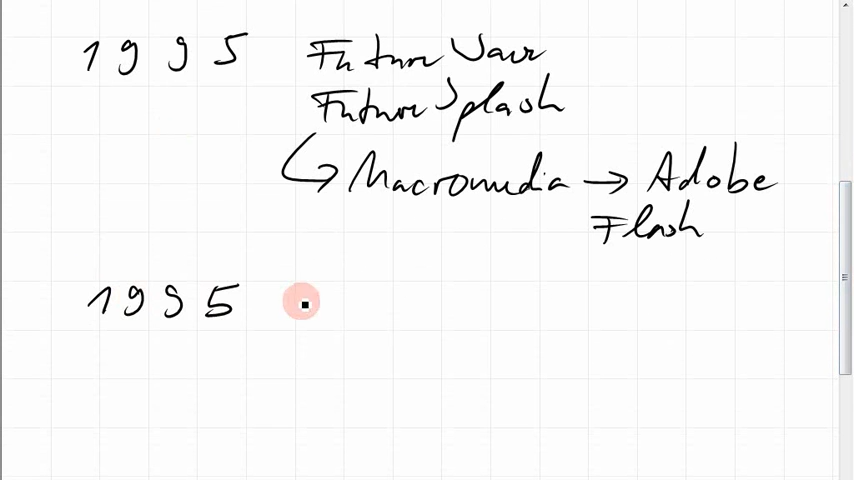 1995 FutureWave
FutureSplash
↳ Macromedia → Adobe
Flash
1995